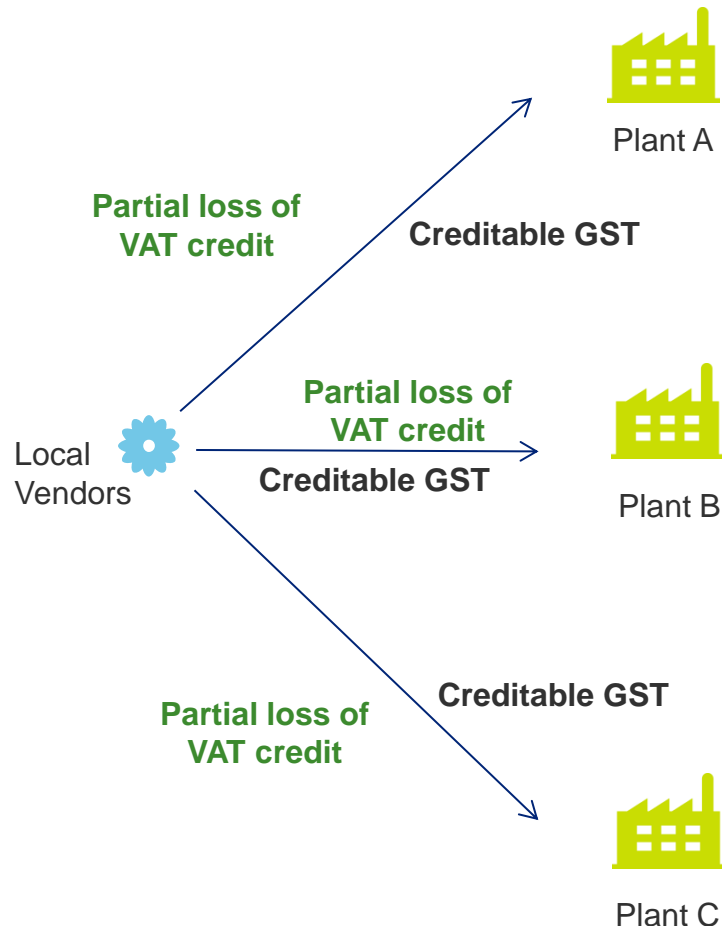 Plant A
Partial loss of
VAT credit
Creditable GST
Partial loss of
VAT credit
Local
Vendors
Creditable GST
Plant B
Creditable GST
Partial loss of
VAT credit
Plant C